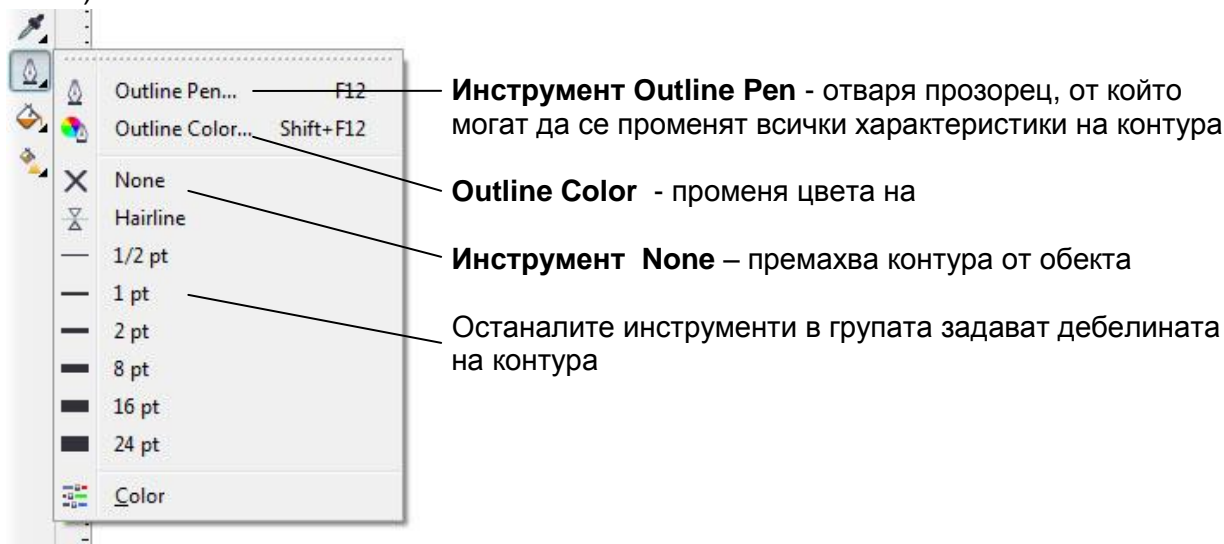 Outline Pen... F12
Outline Color... Shift+F12
None
Hairline
1/2 pt
1 pt
2 pt
8 pt
16 pt
24 pt
Color
Инструмент Outline Pen - отваря прозорец, от който
могат да се променят всички характеристики на контура
Outline Color - променя цвета на
Инструмент None – премахва контура от обекта
Останалите инструменти в групата задават дебелината
на контура